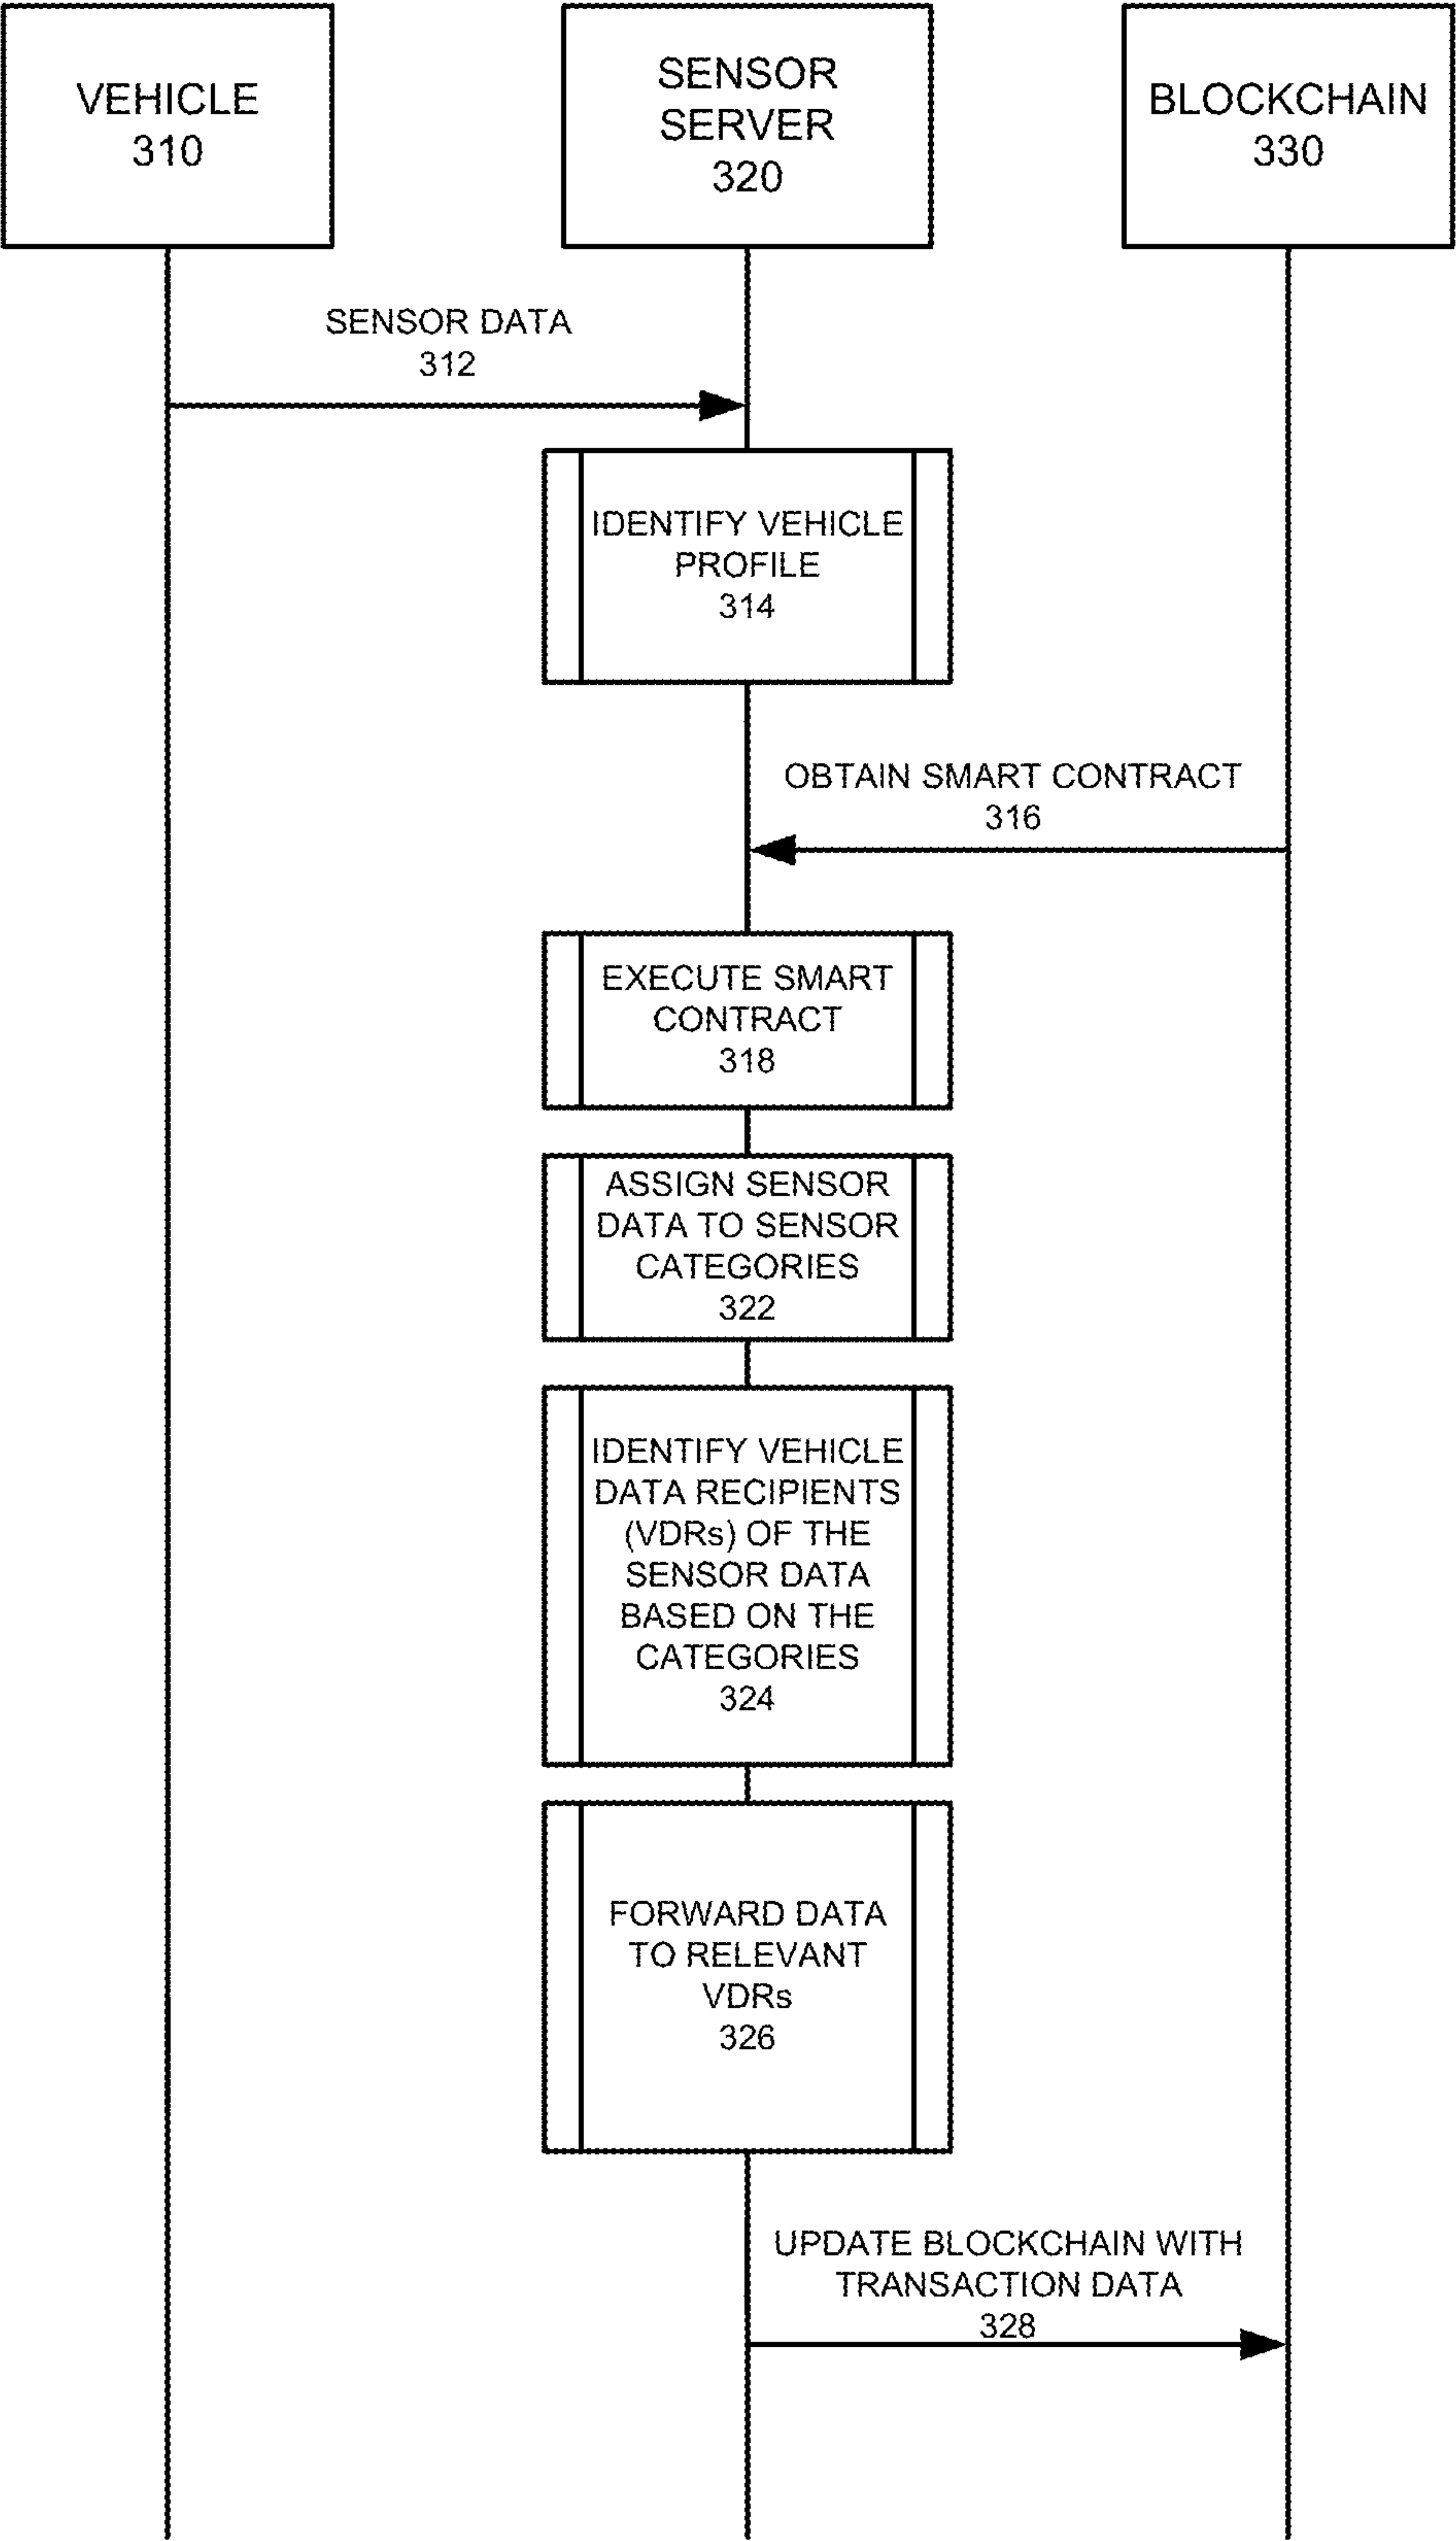 VEHICLE
310
SENSOR
SERVER
320
BLOCKCHAIN
330
SENSOR DATA
312
IDENTIFY VEHICLE
PROFILE
314
OBTAIN SMART CONTRACT
316
EXECUTE SMART
CONTRACT
318
ASSIGN SENSOR
DATA TO SENSOR
CATEGORIES
322
IDENTIFY VEHICLE
DATA RECIPIENTS
(VDRs) OF THE
SENSOR DATA
BASED ON THE
CATEGORIES
324
FORWARD DATA
TO RELEVANT
VDRs
326
UPDATE BLOCKCHAIN WITH
TRANSACTION DATA
328